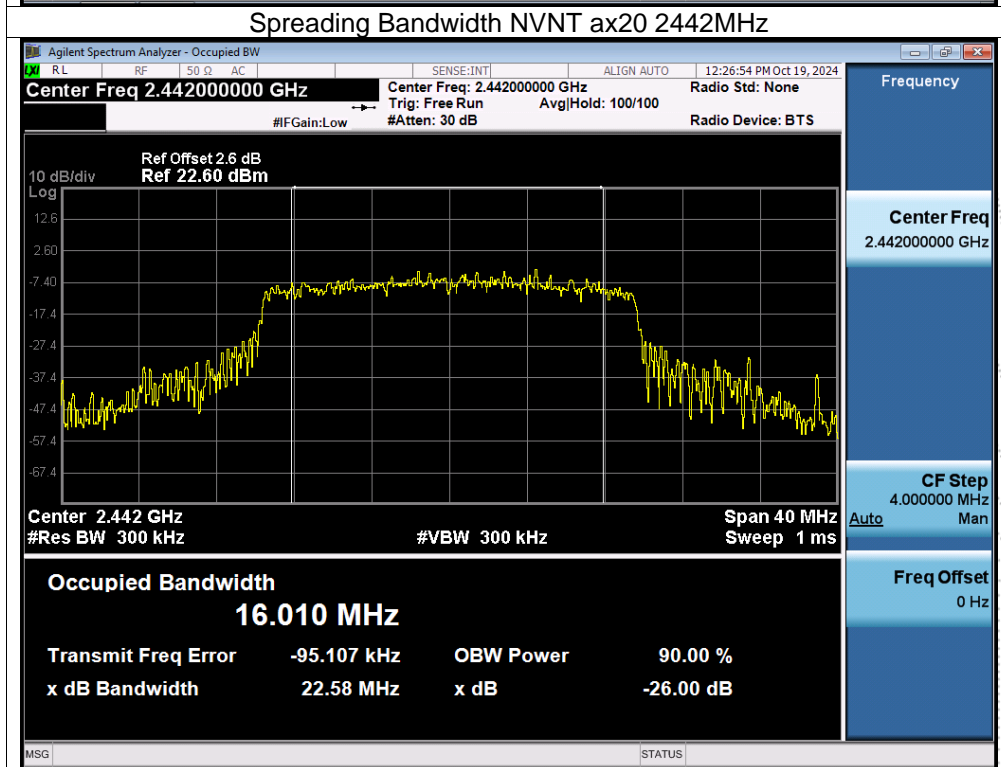 Spreading Bandwidth NVNT ax20 2442MHz
Agilent Spectrum Analyzer - Occupied BW
LXI RL RF 50 Ω AC SENSE:INT ALIGN AUTO 12:26:54 PM Oct 19, 2024
Center Freq 2.442000000 GHz
Center Freq: 2.442000000 GHz Radio Std: None
Trig: Free Run Avg|Hold: 100/100
#IFGain:Low #Atten: 30 dB Radio Device: BTS
Frequency
Ref Offset 2.6 dB
10 dB/div Ref 22.60 dBm
Log
12.6
2.60
-7.40
-17.4
-27.4
-37.4
-47.4
-57.4
-67.4
Center 2.442 GHz Span 40 MHz
#Res BW 300 kHz #VBW 300 kHz Sweep 1 ms
Center Freq
2.442000000 GHz
CF Step
4.000000 MHz
Auto Man
Freq Offset
0 Hz
Occupied Bandwidth
16.010 MHz
Transmit Freq Error -95.107 kHz OBW Power 90.00 %
x dB Bandwidth 22.58 MHz x dB -26.00 dB
MSG STATUS